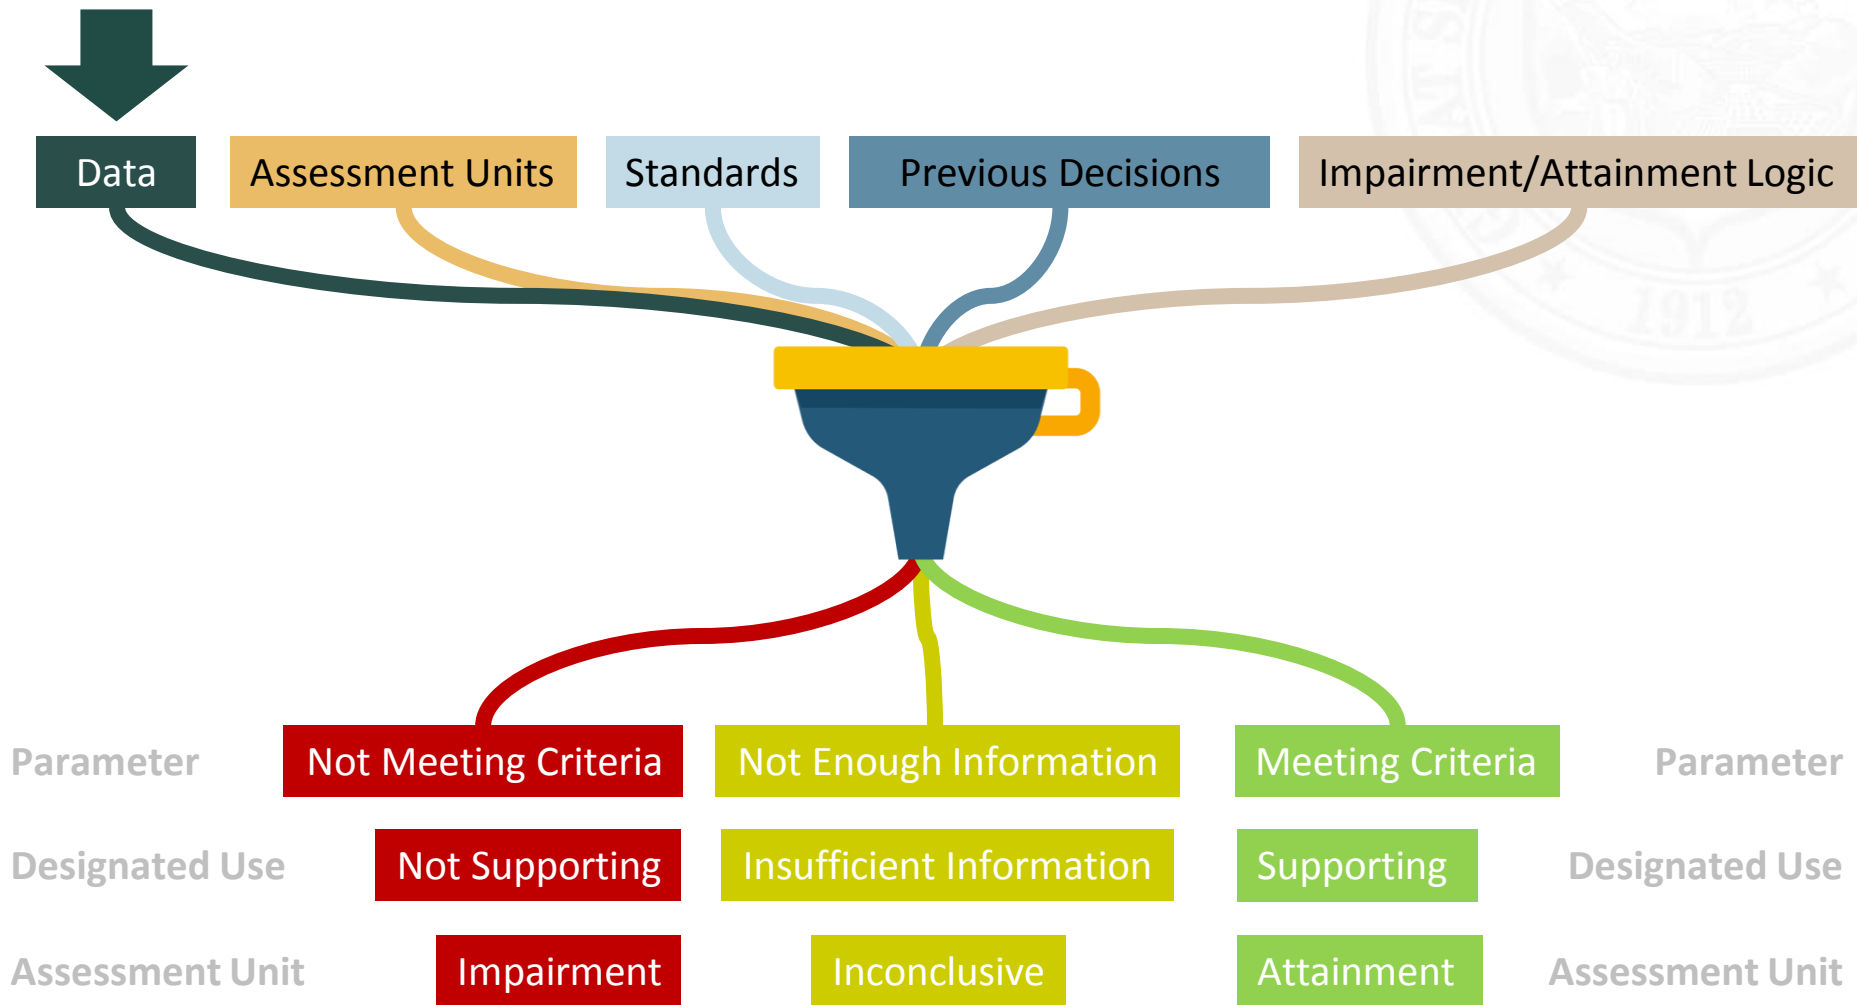 Data
Assessment Units
Standards
Previous Decisions
Impairment/Attainment Logic
1912
Parameter
Not Meeting Criteria
Not Enough Information
Meeting Criteria
Parameter
Designated Use
Not Supporting
Insufficient Information
Supporting
Designated Use
Assessment Unit
Impairment
Inconclusive
Attainment
Assessment Unit